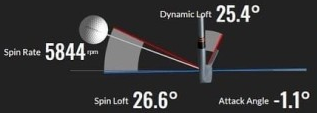 Dynamic Loft 25.4°
Spin Rate 5844 rpm
Spin Loft 26.6° Attack Angle -1.1°